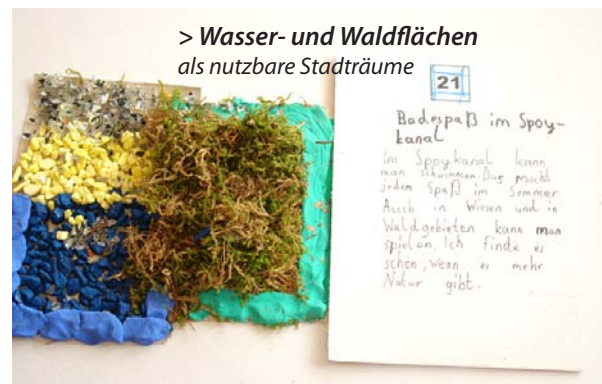 > Wasser- und Waldflächen
als nutzbare Stadträume
21
Badespaß im Spoy-
kanal
Im Spoykanal kann
man schwimmen. Das macht
jedem Spaß im Sommer.
Auch in Wiesen und in
Waldgebieten kann man
spielen. Ich finde es
schön, wenn es mehr
Natur gibt.